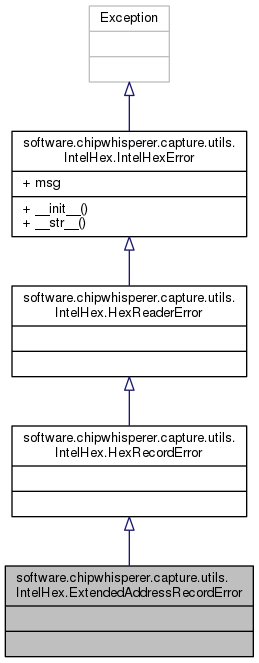 Exception
software.chipwhisperer.capture.utils.
IntelHex.IntelHexError
+ msg
+ __init__()
+ __str__()
software.chipwhisperer.capture.utils.
IntelHex.HexReaderError
software.chipwhisperer.capture.utils.
IntelHex.HexRecordError
software.chipwhisperer.capture.utils.
IntelHex.ExtendedAddressRecordError